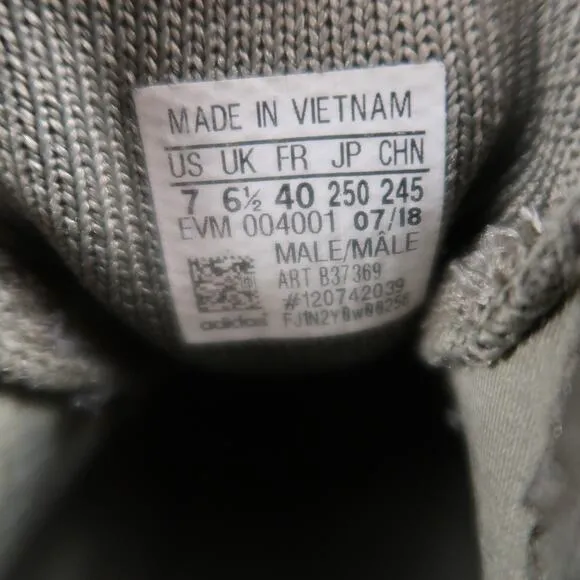 MADE IN VIETNAM
US UK FR JP CHN
7 6½ 40 250 245
EVM 004001 07/18
MALE/MÂLE
ART B37369
#120742039
adidas